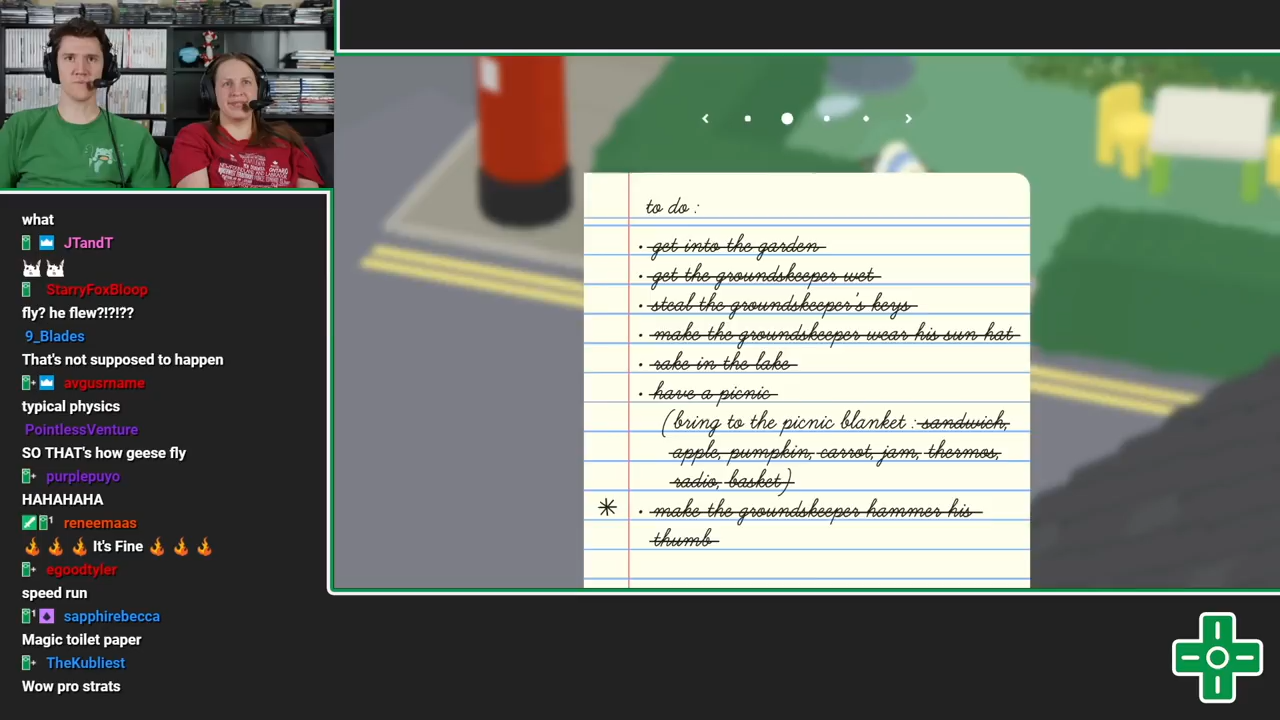 what
JTandT
StarryFoxBloop
fly? he flew?!?!??
9_Blades
That's not supposed to happen
avgusrname
typical physics
PointlessVenture
SO THAT's how geese fly
purplepuyo
HAHAHAHA
reneemaas
It's Fine
egoodtyler
speed run
sapphirebecca
Magic toilet paper
TheKubliest
Wow pro strats
to do :
• get into the garden
• get the groundskeeper wet
• steal the groundskeeper's keys
• make the groundskeeper wear his sun hat
• rake in the lake
• have a picnic
(bring to the picnic blanket : sandwich,
apple, pumpkin, carrot, jam, thermos,
radio, basket)
• make the groundskeeper hammer his
thumb